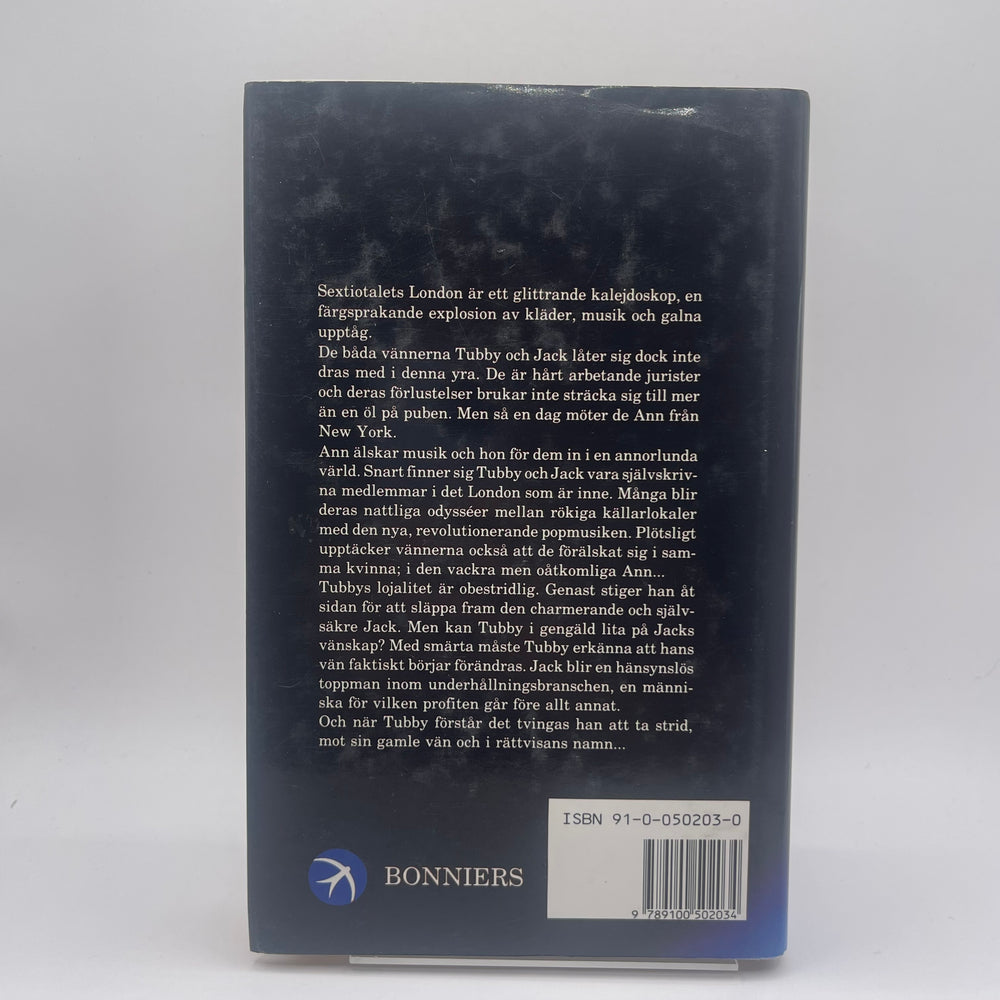 Sextiotalets London är ett glittrande kalejdoskop, en
färgsprakande explosion av kläder, musik och galna
upptåg.
De båda vännerna Tubby och Jack låter sig dock inte
dras med i denna yra. De är hårt arbetande jurister
och deras förlustelser brukar inte sträcka sig till mer
än en öl på puben. Men så en dag möter de Ann från
New York.
Ann älskar musik och hon för dem in i en annorlunda
värld. Snart finner sig Tubby och Jack vara självskriv-
na medlemmar i det London som är inne. Många blir
deras nattliga odysséer mellan rökiga källarlokaler
med den nya, revolutionerande popmusiken. Plötsligt
upptäcker vännerna också att de förälskat sig i sam-
ma kvinna; i den vackra men oåtkomliga Ann...
Tubbys lojalitet är obestridlig. Genast stiger han åt
sidan för att släppa fram den charmerande och själv-
säkre Jack. Men kan Tubby i gengäld lita på Jacks
vänskap? Med smärta måste Tubby erkänna att hans
vän faktiskt börjar förändras. Jack blir en hänsynslös
toppman inom underhållningsbranschen, en männi-
ska för vilken profiten går före allt annat.
Och när Tubby förstår det tvingas han att ta strid,
mot sin gamle vän och i rättvisans namn...
ISBN 91-0-050203-0
9 789100 502034
BONNIERS